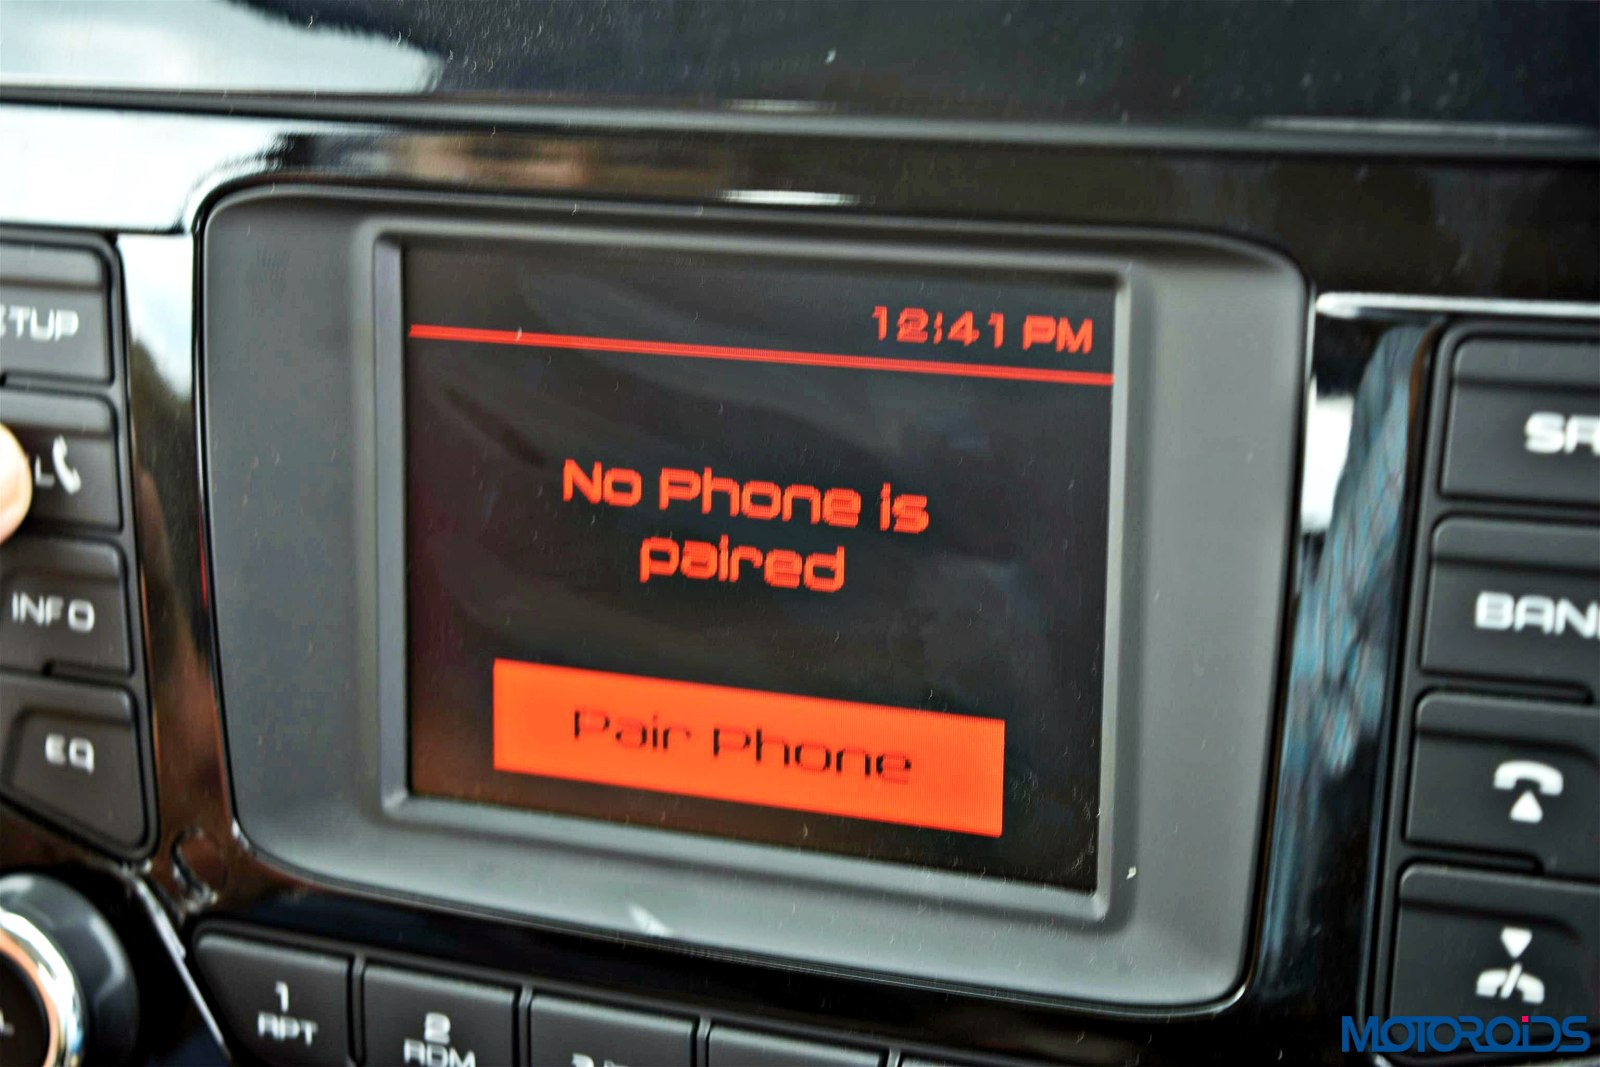 12:41 PM
No Phone is
paired
Pair Phone
INFO
EQ
1
RPT
2
RDM
MOTOROIDS